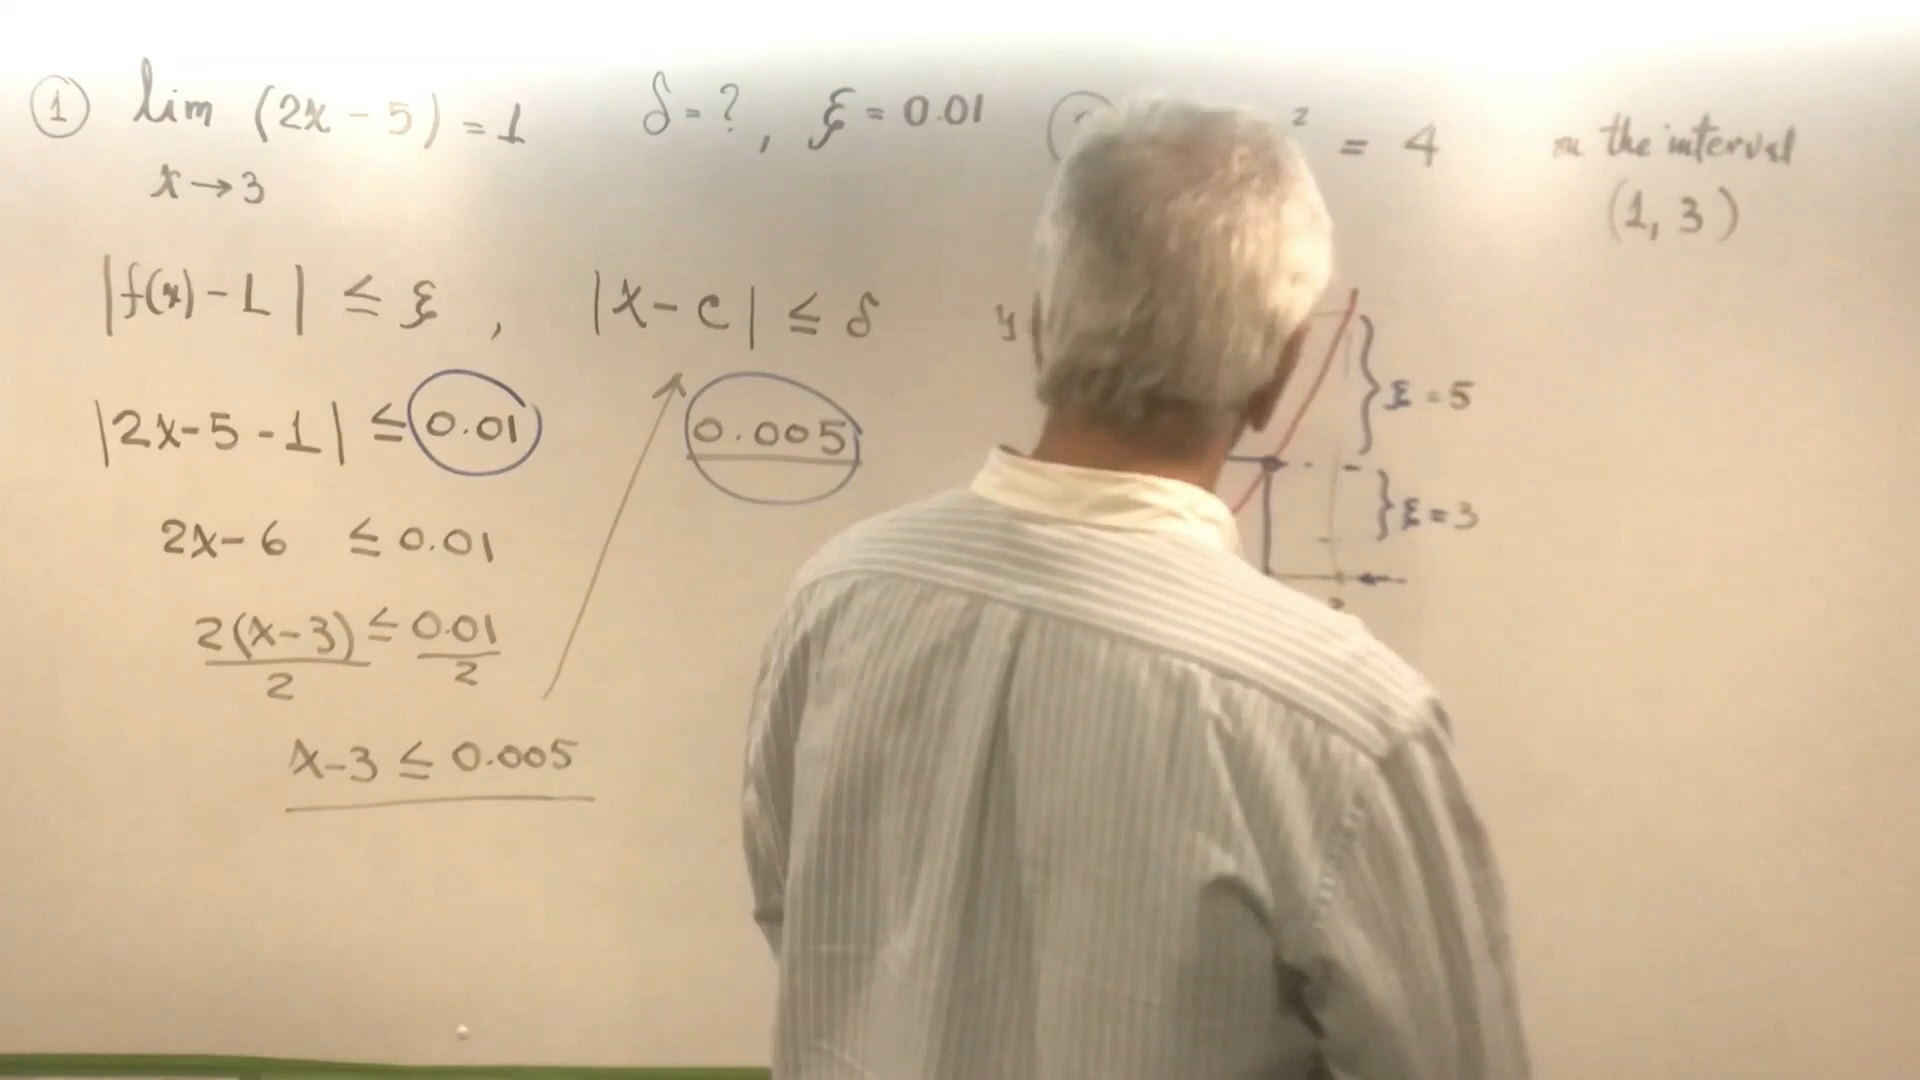 ① lim (2x - 5) = 1 δ = ?, ξ = 0.01
x → 3
|f(x) - L| ≤ ξ, |x - c| ≤ δ
|2x - 5 - 1| ≤ 0.01 0.005
2x - 6 ≤ 0.01
2(x - 3)/2 ≤ 0.01/2
x - 3 ≤ 0.005
2 = 4 the interval
(1, 3)
y
ξ = 5
ξ = 3